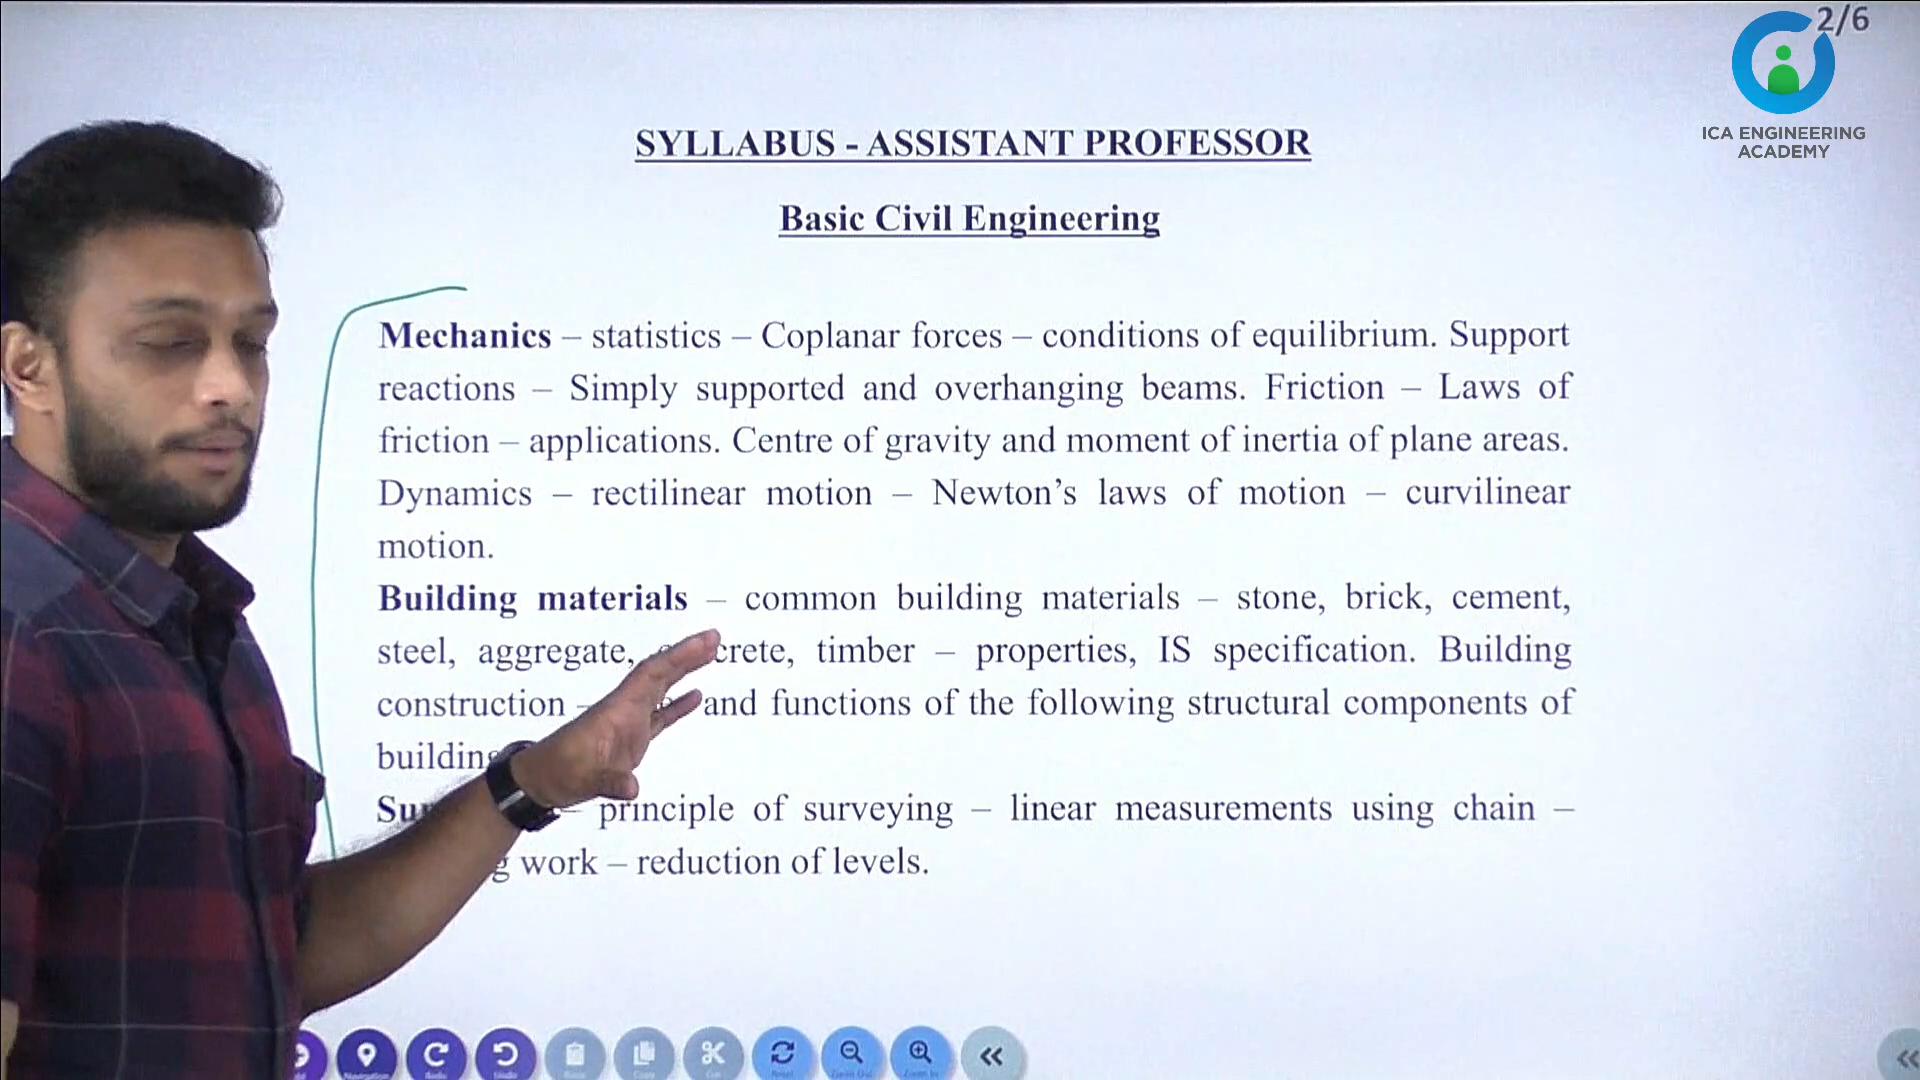 2/6
ICA ENGINEERING
ACADEMY
SYLLABUS - ASSISTANT PROFESSOR
Basic Civil Engineering
Mechanics – statistics – Coplanar forces – conditions of equilibrium. Support
reactions – Simply supported and overhanging beams. Friction – Laws of
friction – applications. Centre of gravity and moment of inertia of plane areas.
Dynamics – rectilinear motion – Newton's laws of motion – curvilinear
motion.
Building materials – common building materials – stone, brick, cement,
steel, aggregate, timber – properties, IS specification. Building
construction – and functions of the following structural components of
– principle of surveying – linear measurements using chain –
work – reduction of levels.